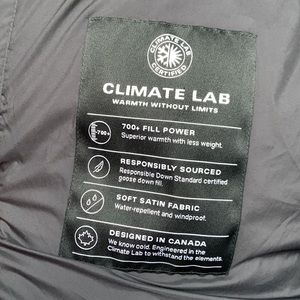 CLIMATE LAB
CERTIFIED
CLIMATE LAB
WARMTH WITHOUT LIMITS
700+
700+ FILL POWER
Superior warmth with less weight.
RESPONSIBLY SOURCED
Responsible Down Standard certified
goose down fill.
SOFT SATIN FABRIC
Water-repellent and windproof.
DESIGNED IN CANADA
We know cold. Engineered in the
Climate Lab to withstand the elements.